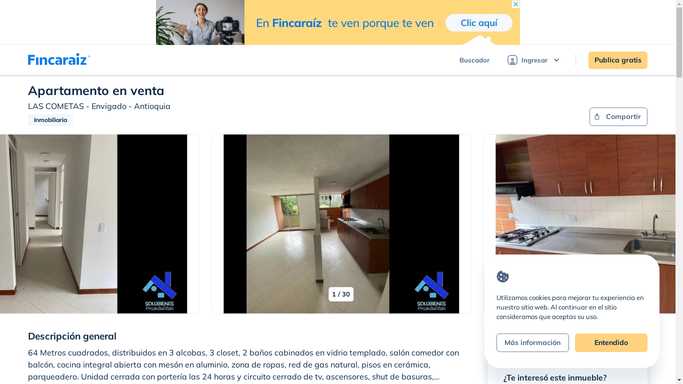 En Fincaraíz te ven porque te ven
Clic aquí
Fincaraíz
Buscador
Ingresar
Publica gratis
Apartamento en venta
LAS COMETAS - Envigado - Antioquia
Inmobiliaria
Compartir
SOLUBIENES
Propiedad Raíz
SOLUBIENES
Propiedad Raíz
1 / 30
Utilizamos cookies para mejorar tu experiencia en
nuestro sitio web. Al continuar en el sitio
consideramos que aceptas su uso.
Más información
Entendido
Descripción general
64 Metros cuadrados, distribuidos en 3 alcobas, 3 closet, 2 baños cabinados en vidrio templado, salón comedor con
balcón, cocina integral abierta con mesón en aluminio, zona de ropas, red de gas natural, pisos en cerámica,
parqueadero. Unidad cerrada con portería las 24 horas y circuito cerrado de tv, ascensores, shut de basuras,...
¿Te interesó este inmueble?